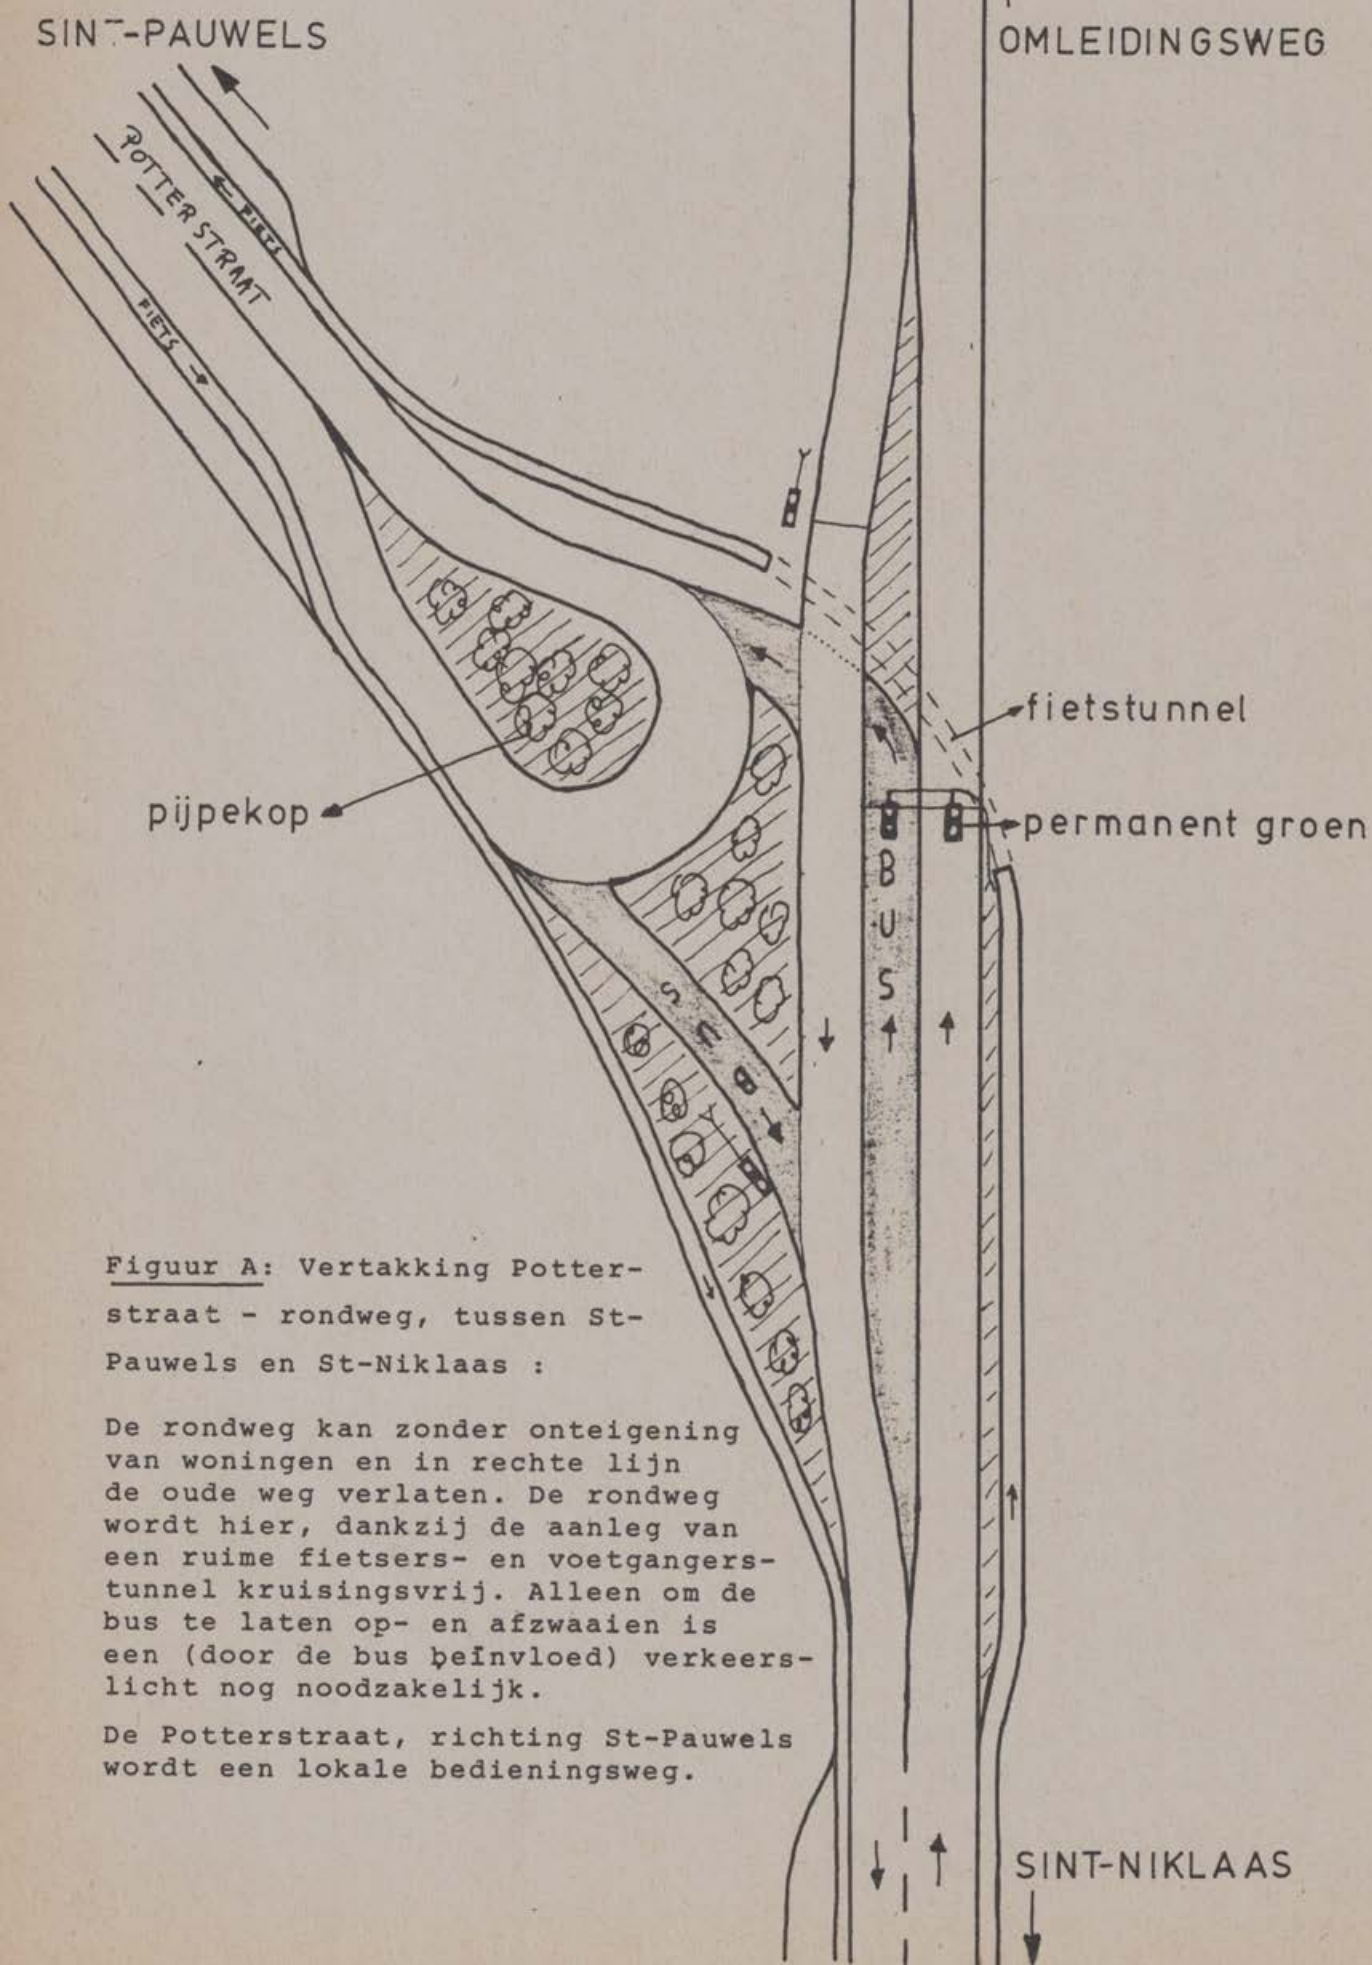 SINT-PAUWELS
OMLEIDINGSWEG
POTTERSTRAAT
FIETS
FIETS
fietstunnel
pijpekop
permanent groen
BUS
BUS
Figuur A: Vertakking Potter-
straat - rondweg, tussen St-
Pauwels en St-Niklaas :
De rondweg kan zonder onteigening
van woningen en in rechte lijn
de oude weg verlaten. De rondweg
wordt hier, dankzij de aanleg van
een ruime fietsers- en voetgangers-
tunnel kruisingsvrij. Alleen om de
bus te laten op- en afzwaaien is
een (door de bus beïnvloed) verkeers-
licht nog noodzakelijk.
De Potterstraat, richting St-Pauwels
wordt een lokale bedieningsweg.
SINT-NIKLAAS